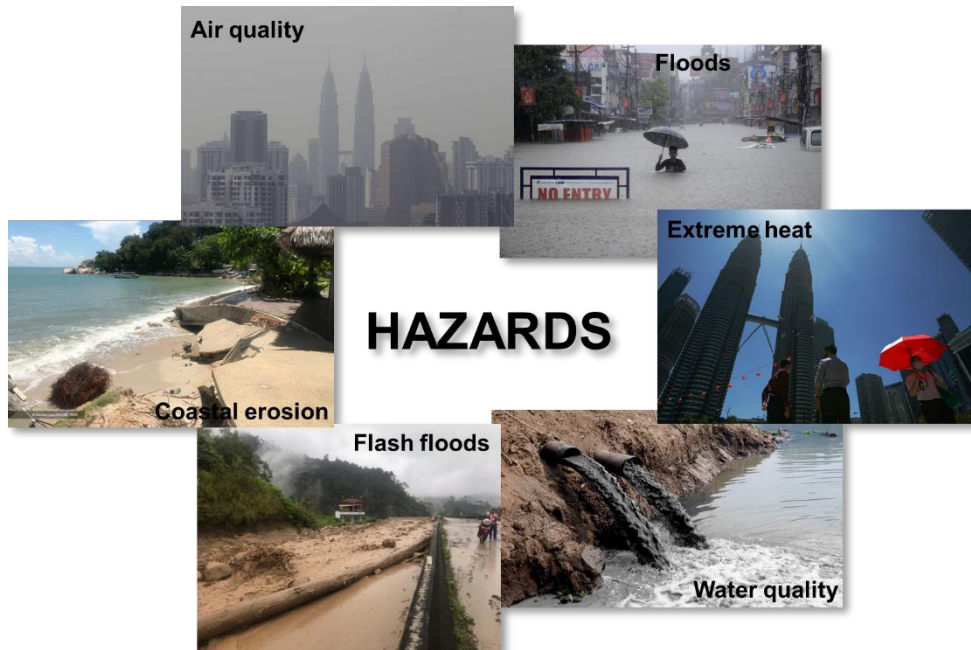 Air quality
Floods
NO ENTRY
Extreme heat
HAZARDS
Coastal erosion
Flash floods
Water quality